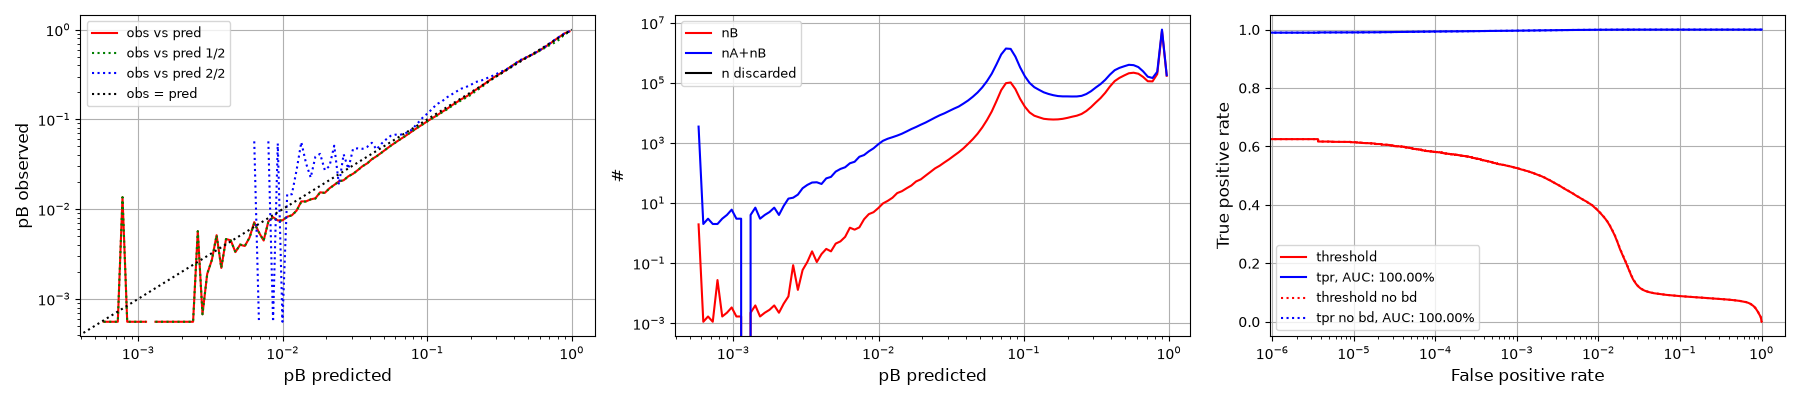 10⁰
10⁻¹
10⁻²
10⁻³
pB observed
obs vs pred
obs vs pred 1/2
obs vs pred 2/2
obs = pred
10⁻³ 10⁻² 10⁻¹ 10⁰
pB predicted
10⁷
10⁵
10³
10¹
10⁻¹
10⁻³
#
nB
nA+nB
n discarded
10⁻³ 10⁻² 10⁻¹ 10⁰
pB predicted
1.0
0.8
0.6
0.4
0.2
0.0
True positive rate
threshold
tpr, AUC: 100.00%
threshold no bd
tpr no bd, AUC: 100.00%
10⁻⁶ 10⁻⁵ 10⁻⁴ 10⁻³ 10⁻² 10⁻¹ 10⁰
False positive rate